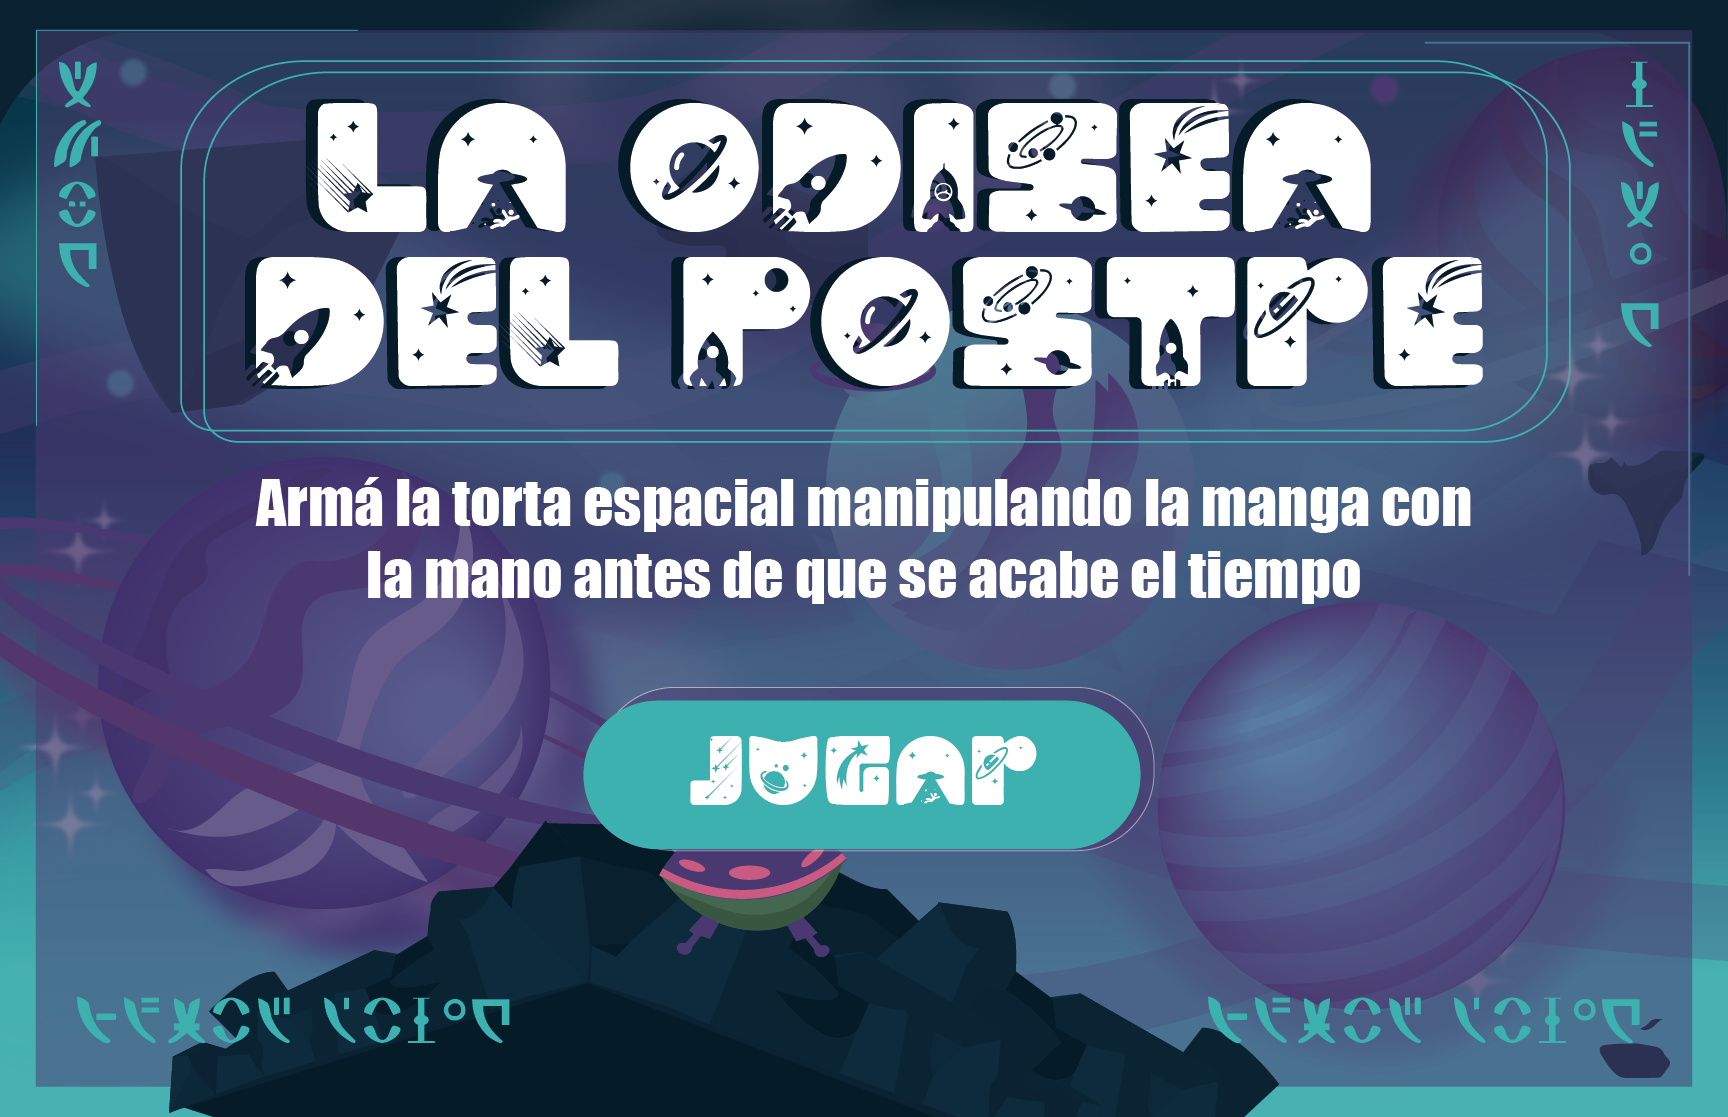 LA ODISEA
DEL POSTRE
Armá la torta espacial manipulando la manga con
la mano antes de que se acabe el tiempo
JUGAR